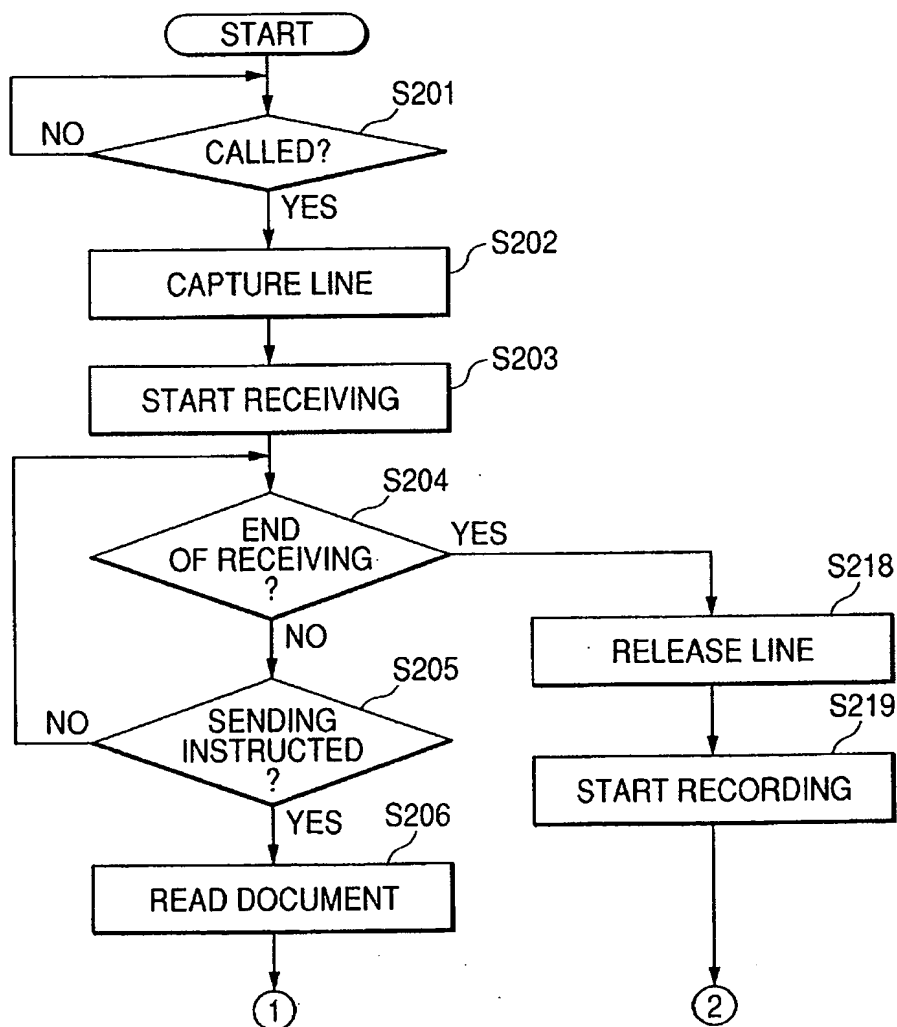 START
S201
NO
CALLED?
YES
S202
CAPTURE LINE
S203
START RECEIVING
S204
END
OF RECEIVING
?
YES
NO
S218
RELEASE LINE
S205
NO
SENDING
INSTRUCTED
?
YES
S219
START RECORDING
S206
READ DOCUMENT
1
2